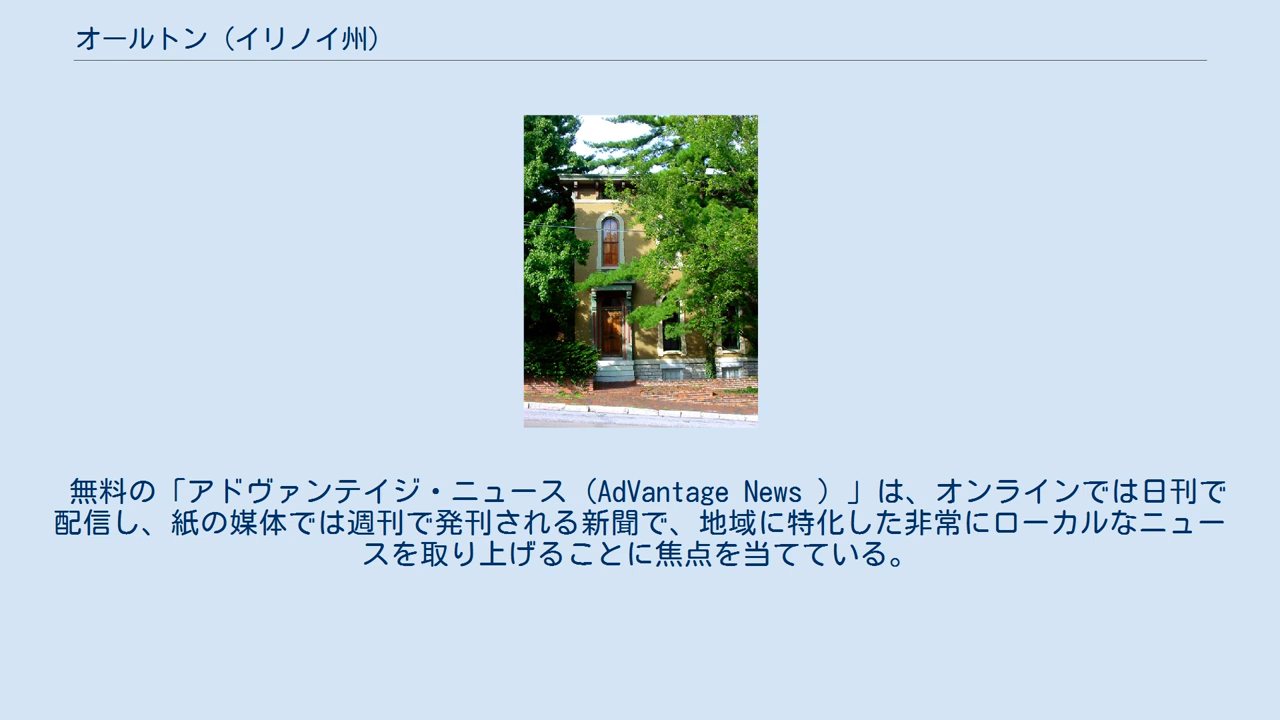 オールトン（イリノイ州）
無料の「アドヴァンテイジ・ニュース（AdVantage News ）」は、オンラインでは日刊で
配信し、紙の媒体では週刊で発刊される新聞で、地域に特化した非常にローカルなニュー
スを取り上げることに焦点を当てている。